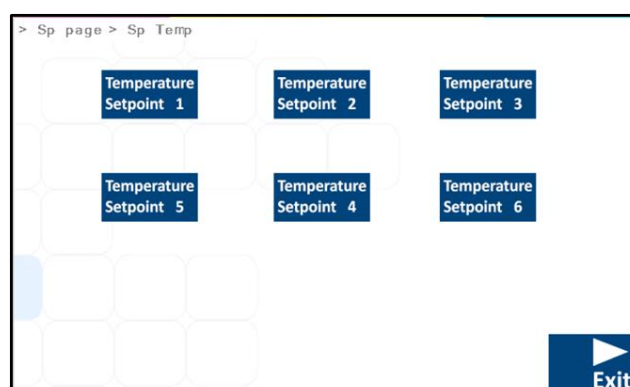 > Sp page > Sp Temp
Temperature
Setpoint 1
Temperature
Setpoint 2
Temperature
Setpoint 3
Temperature
Setpoint 5
Temperature
Setpoint 4
Temperature
Setpoint 6
Exit